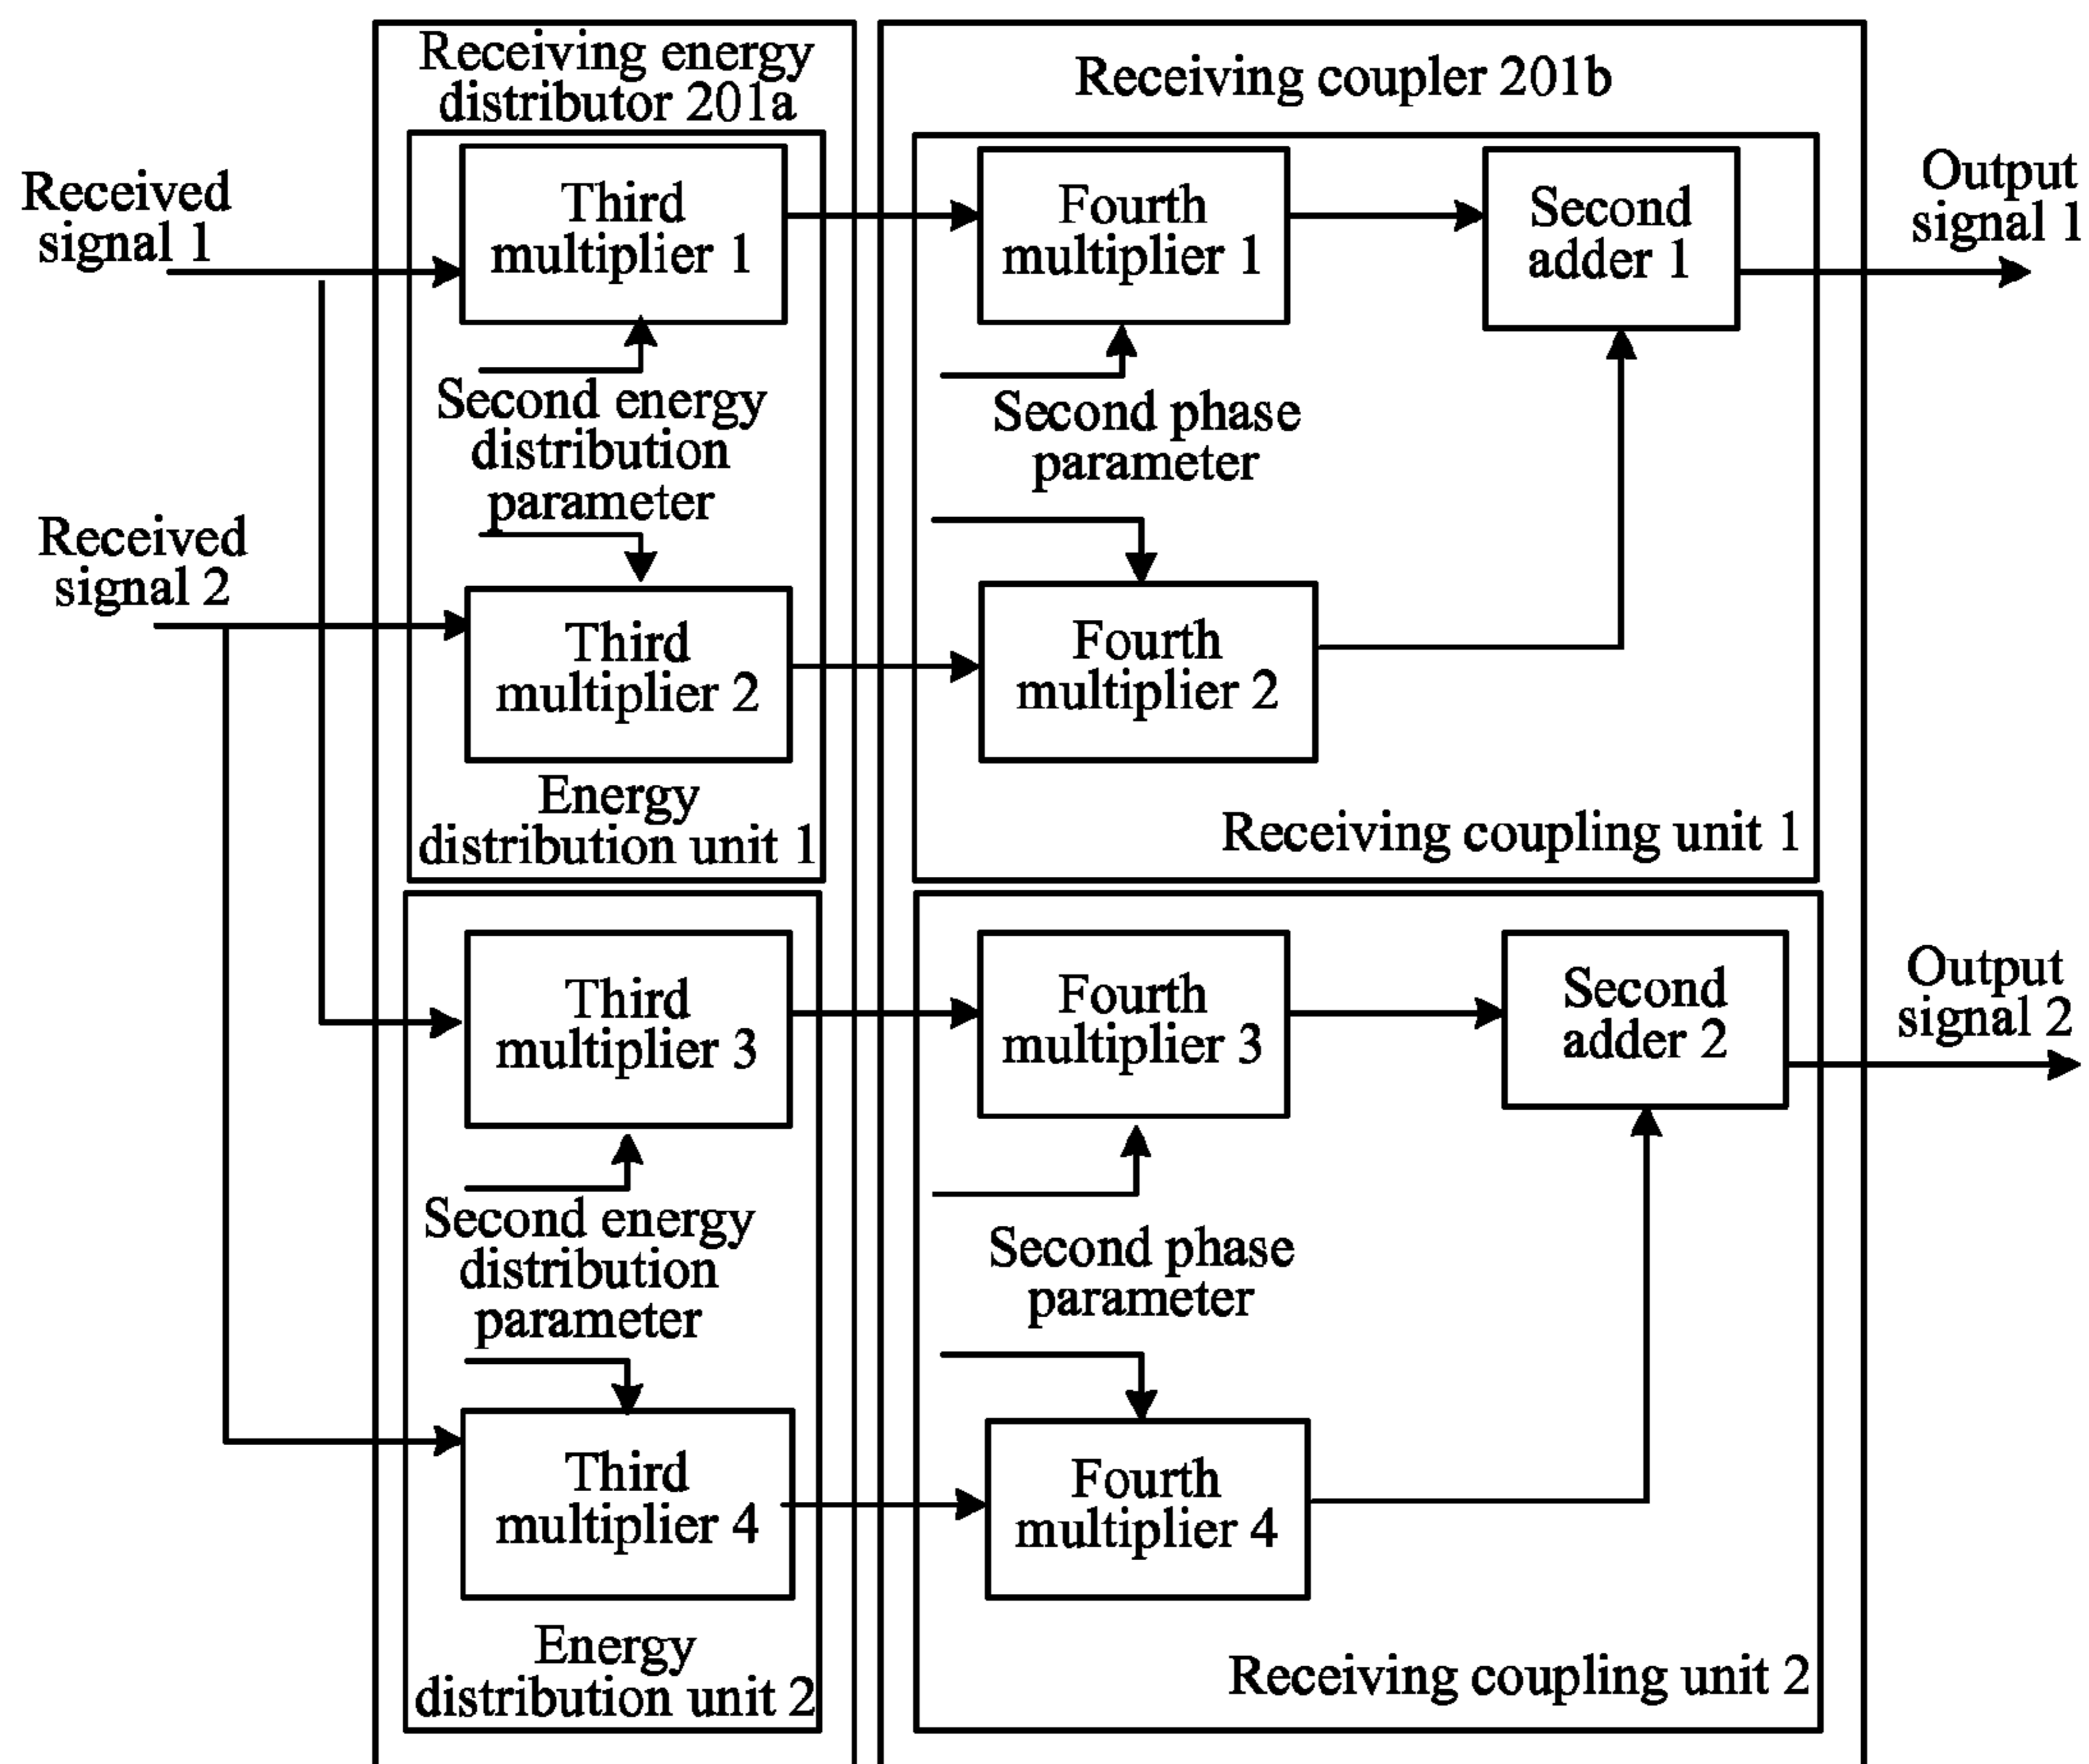 Receiving energy
distributor 201a
Receiving coupler 201b
Received
signal 1
Third
multiplier 1
Fourth
multiplier 1
Second
adder 1
Output
signal 1
Second energy
distribution
parameter
Second phase
parameter
Received
signal 2
Third
multiplier 2
Fourth
multiplier 2
Energy
distribution unit 1
Receiving coupling unit 1
Third
multiplier 3
Fourth
multiplier 3
Second
adder 2
Output
signal 2
Second energy
distribution
parameter
Second phase
parameter
Third
multiplier 4
Fourth
multiplier 4
Energy
distribution unit 2
Receiving coupling unit 2